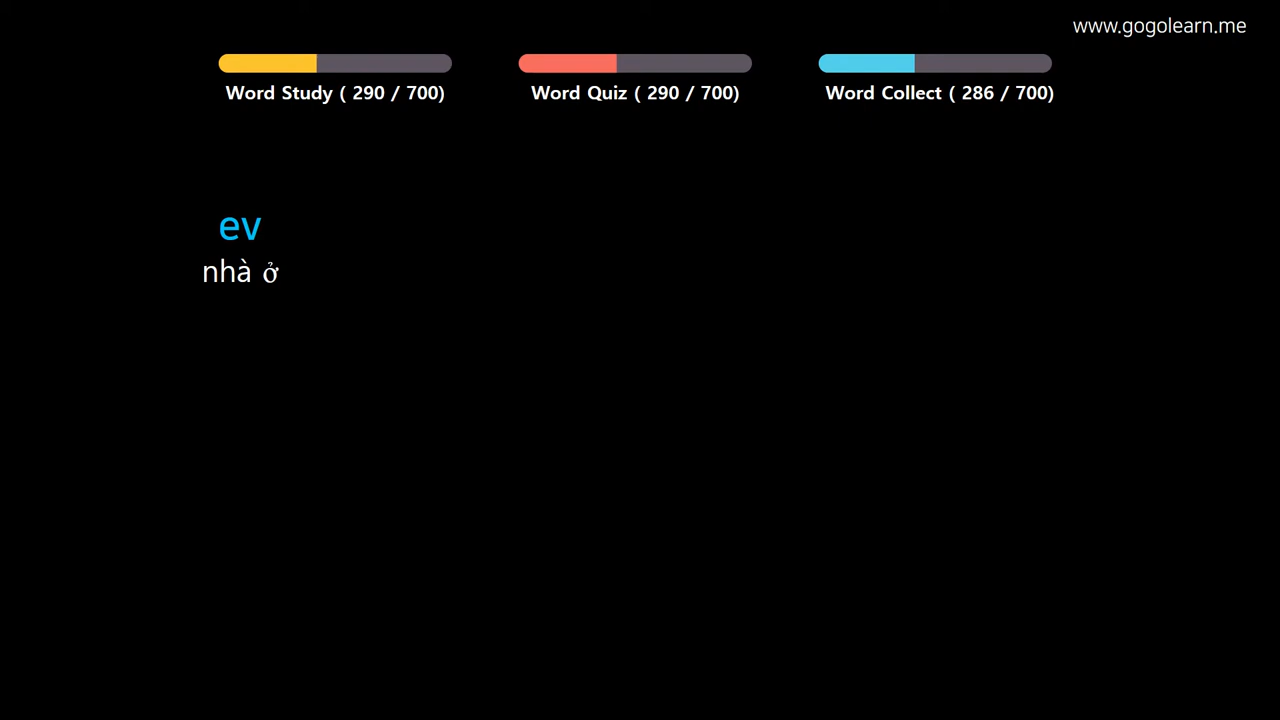 www.gogolearn.me
Word Study ( 290 / 700)
Word Quiz ( 290 / 700)
Word Collect ( 286 / 700)
ev
nhà ở